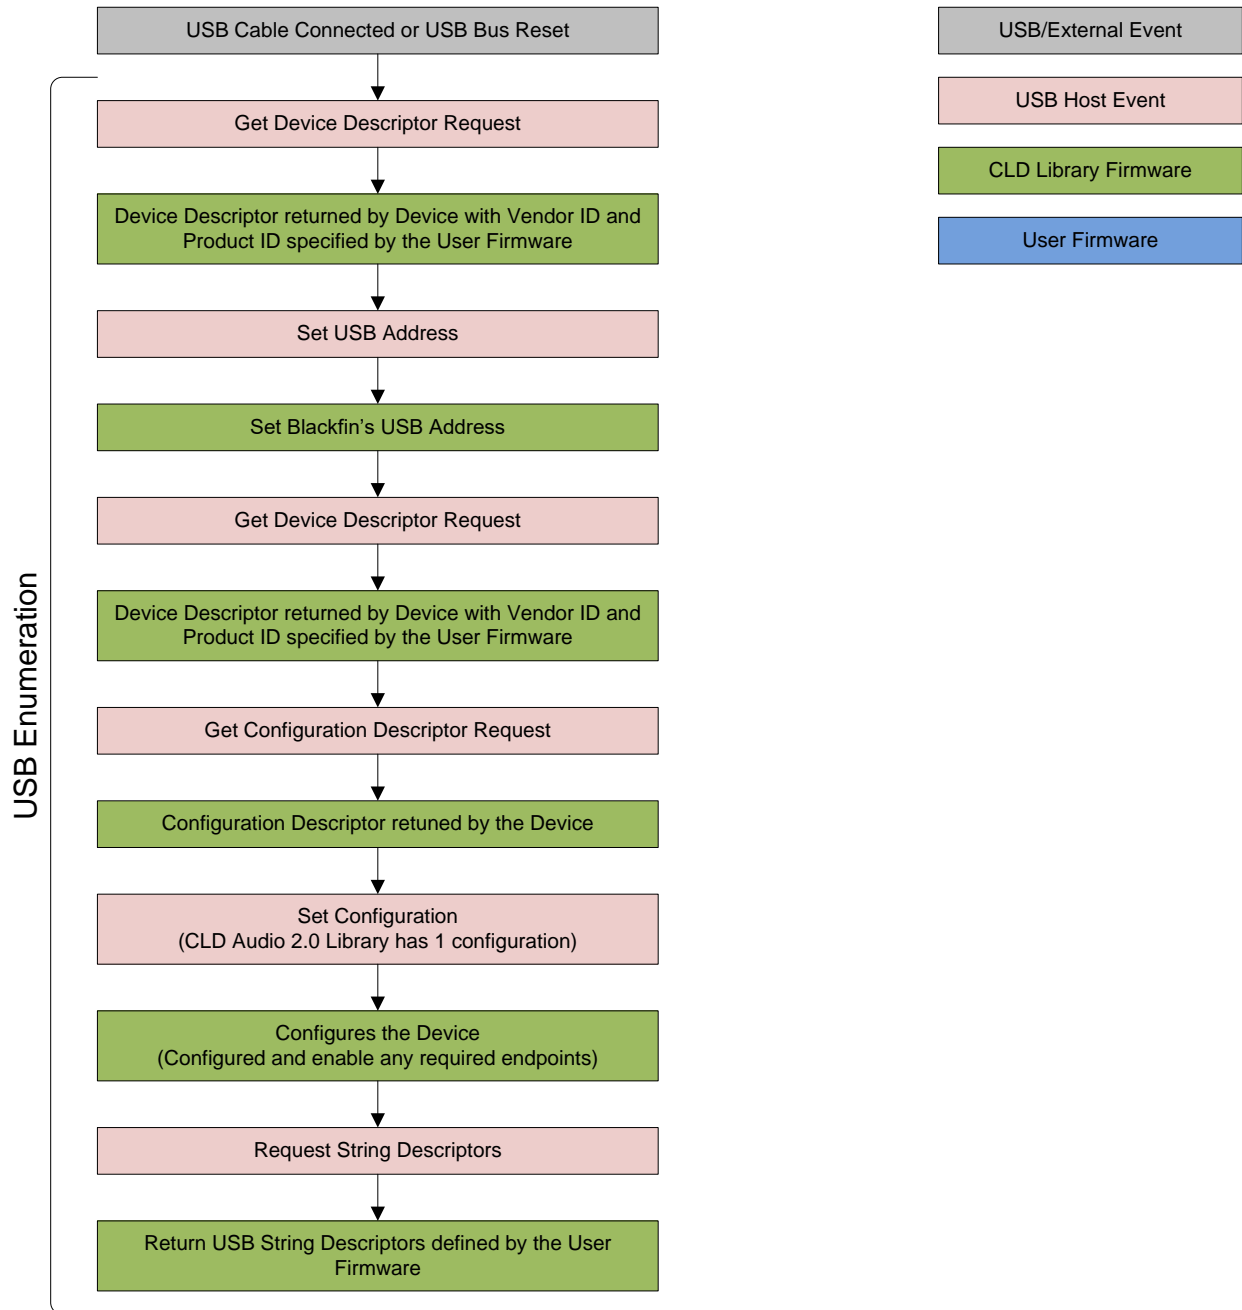 USB Cable Connected or USB Bus Reset
USB/External Event
USB Host Event
CLD Library Firmware
User Firmware
USB Enumeration
Get Device Descriptor Request
Device Descriptor returned by Device with Vendor ID and
Product ID specified by the User Firmware
Set USB Address
Set Blackfin's USB Address
Get Device Descriptor Request
Device Descriptor returned by Device with Vendor ID and
Product ID specified by the User Firmware
Get Configuration Descriptor Request
Configuration Descriptor retuned by the Device
Set Configuration
(CLD Audio 2.0 Library has 1 configuration)
Configures the Device
(Configured and enable any required endpoints)
Request String Descriptors
Return USB String Descriptors defined by the User
Firmware